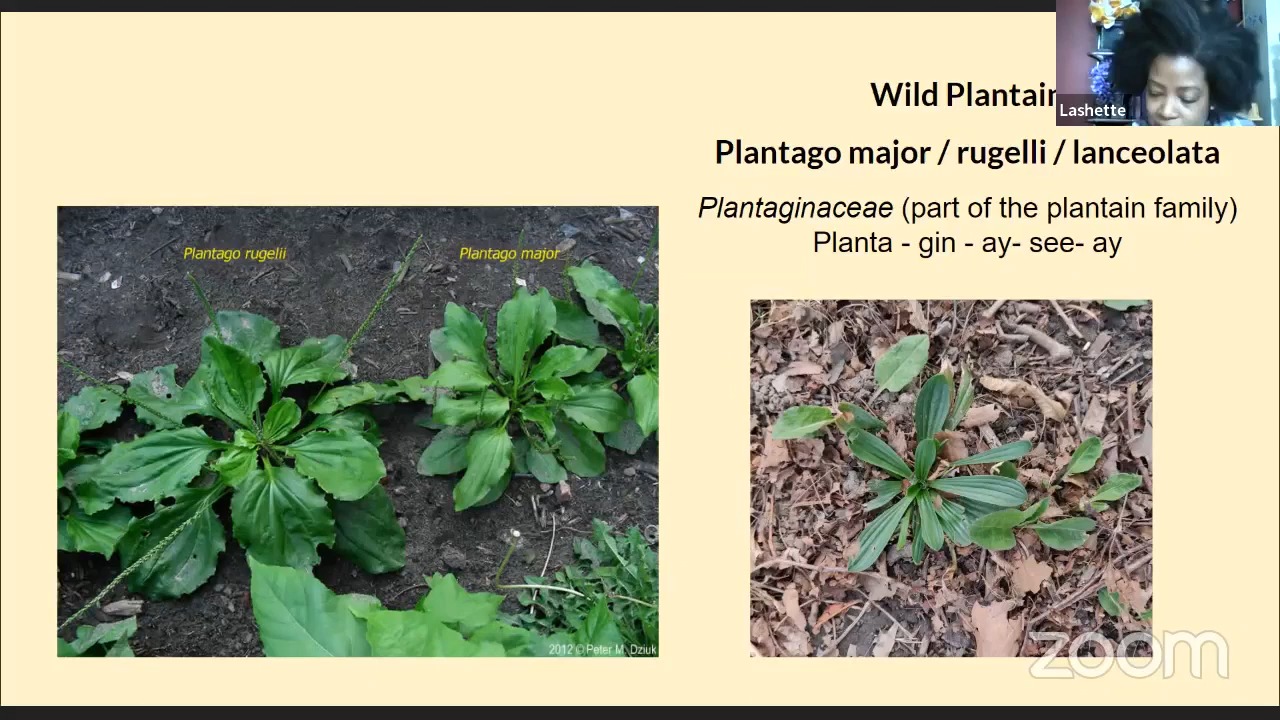 Wild Plantain
Lashette
Plantago major / rugelli / lanceolata
Plantaginaceae (part of the plantain family)
Planta - gin - ay- see- ay
Plantago rugelii
Plantago major
2012 © Peter M. Dziuk
zoom